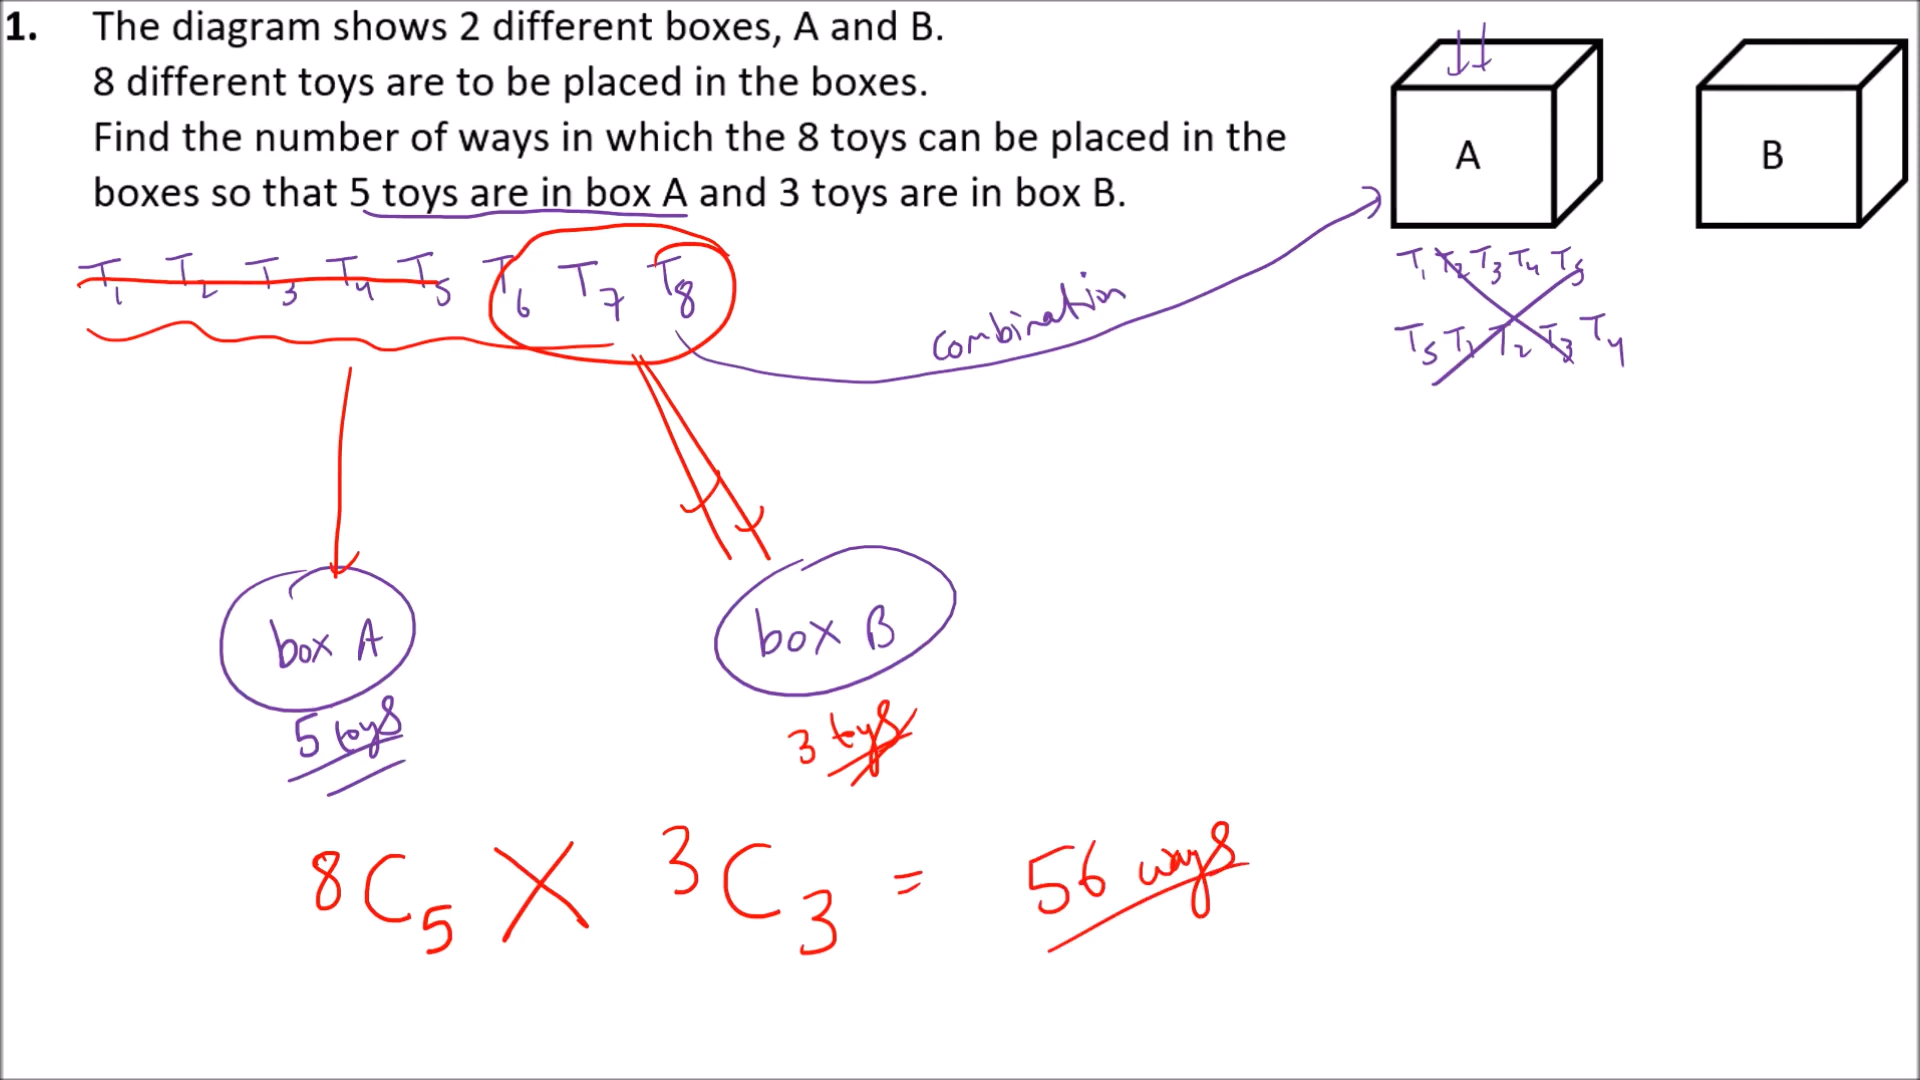 1. The diagram shows 2 different boxes, A and B.
8 different toys are to be placed in the boxes.
Find the number of ways in which the 8 toys can be placed in the
boxes so that 5 toys are in box A and 3 toys are in box B.
A
B
T1 T2 T3 T4 T5 T6 T7 T8
Combination
T1 T2 T3 T4 T5
T5 T1 T2 T3 T4
box A
box B
5 toys
3 toys
8C5 X 3C3 = 56 ways